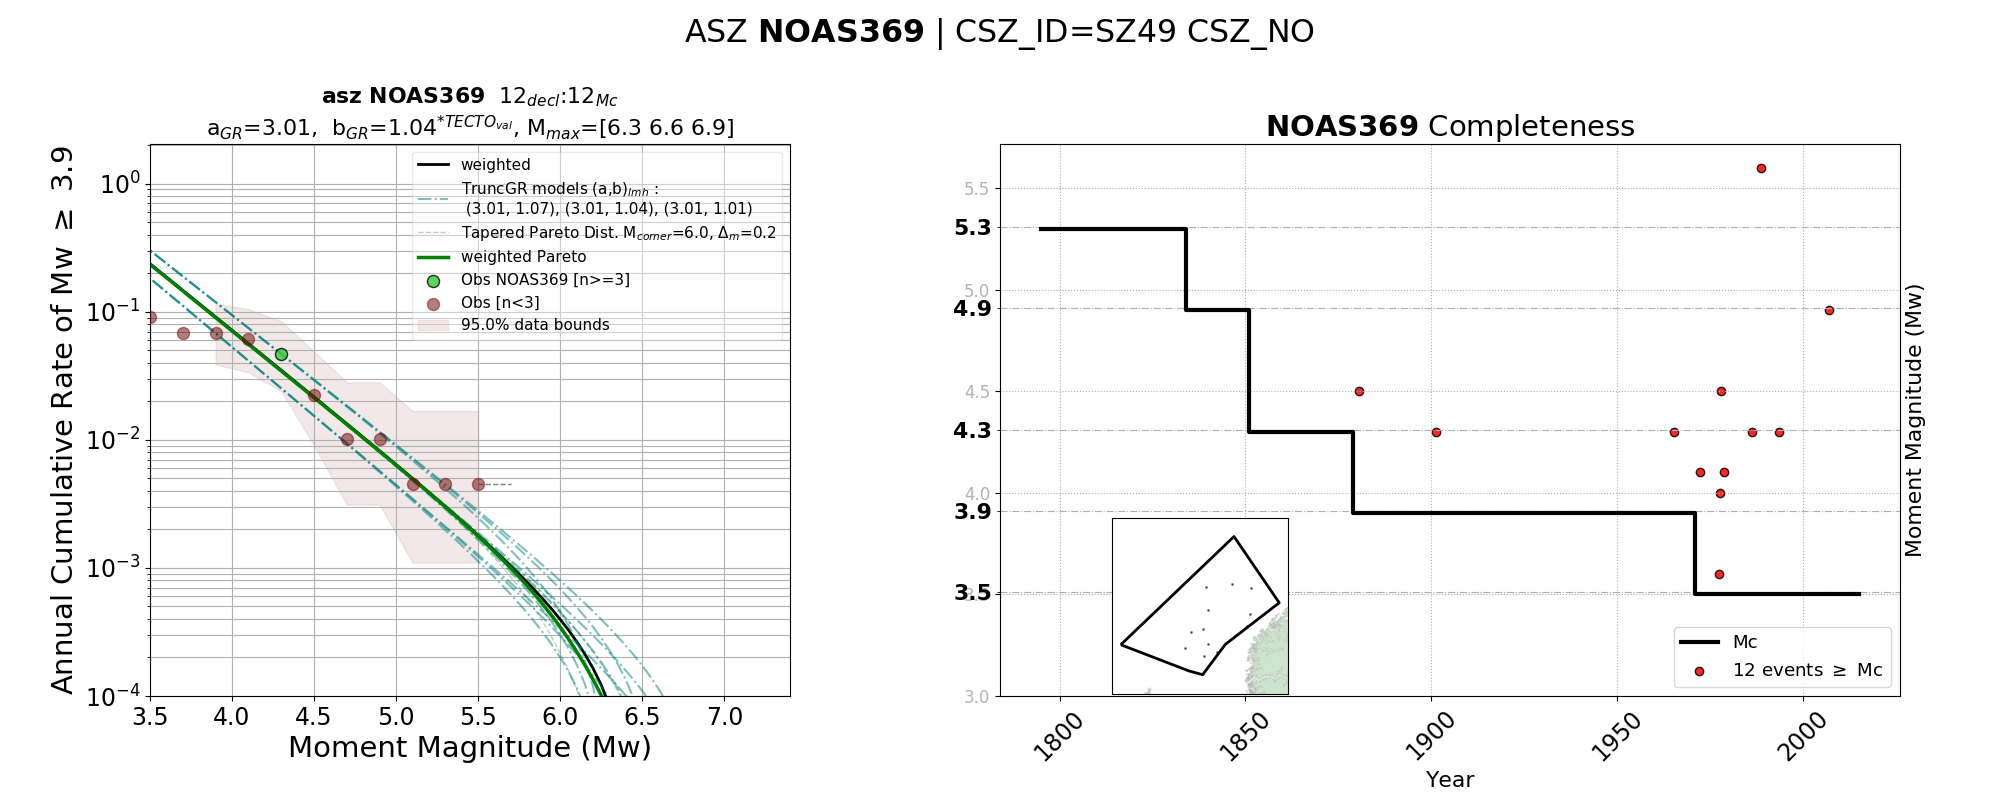 ASZ NOAS369 | CSZ_ID=SZ49 CSZ_NO
asz NOAS369 12decl:12Mc
aGR=3.01, bGR=1.04*TECTOval, Mmax=[6.3 6.6 6.9]
Annual Cumulative Rate of Mw ≥ 3.9
10^0
10^-1
10^-2
10^-3
10^-4
weighted
TruncGR models (a,b)lmh :
(3.01, 1.07), (3.01, 1.04), (3.01, 1.01)
Tapered Pareto Dist. Mcorner=6.0, Δm=0.2
weighted Pareto
Obs NOAS369 [n>=3]
Obs [n<3]
95.0% data bounds
3.5 4.0 4.5 5.0 5.5 6.0 6.5 7.0
Moment Magnitude (Mw)
NOAS369 Completeness
5.5
5.3
5.0
4.9
4.5
4.3
4.0
3.9
3.5
3.0
Moment Magnitude (Mw)
Mc
12 events ≥ Mc
1800 1850 1900 1950 2000
Year